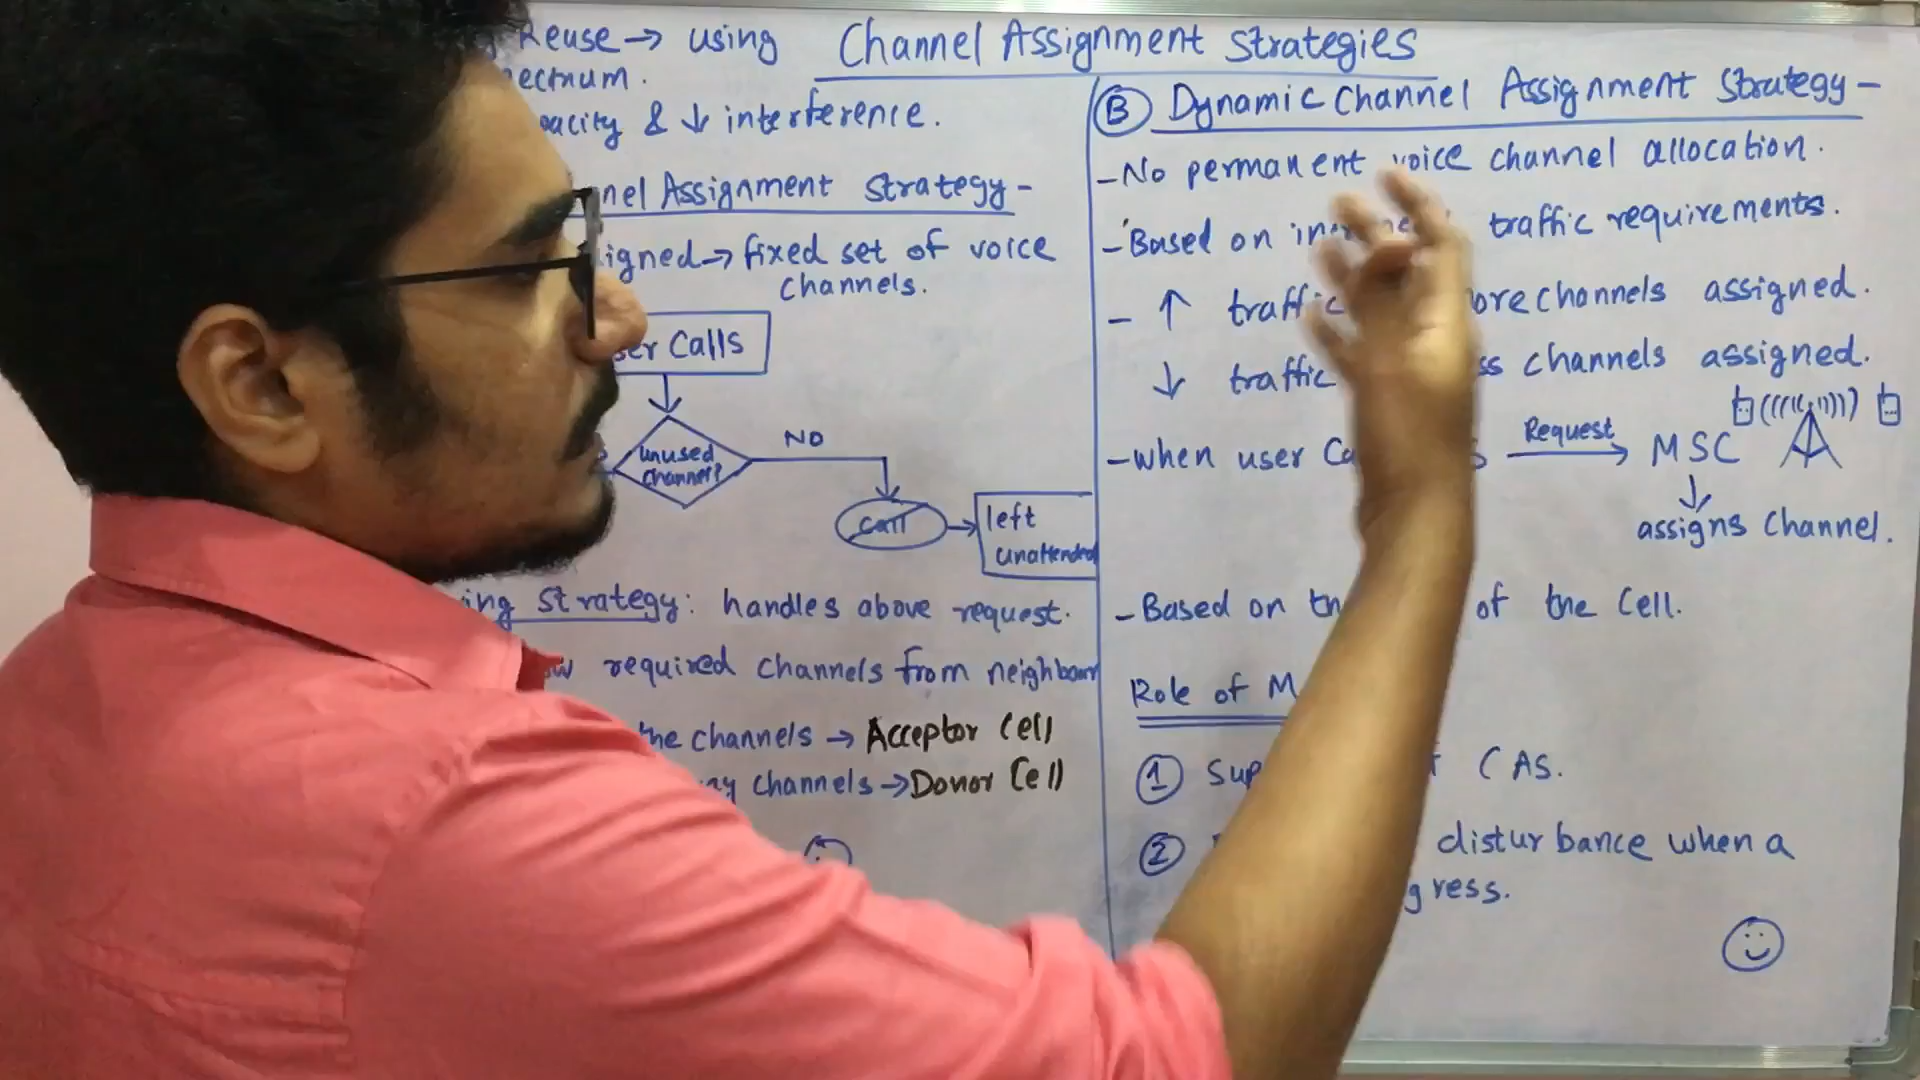 Channel Assignment Strategies
Reuse → using
ectrum.
pacity & ↓ interference.
nel Assignment Strategy -
igned → fixed set of voice
channels.
ser Calls
unused
channel?
NO
call
left
unattended
ing Strategy: handles above request.
ow required channels from neighbour
the channels → Acceptor Cell
ng channels → Donor Cell
B Dynamic Channel Assignment Strategy -
- No permanent voice channel allocation.
- Based on traffic requirements.
- ↑ traffic ore channels assigned.
↓ traffic ss channels assigned.
- when user Ca s Request → MSC
↓
assigns channel.
- Based on th of the Cell.
Role of M
1 Sup f CAS.
2 disturbance when a
gress.